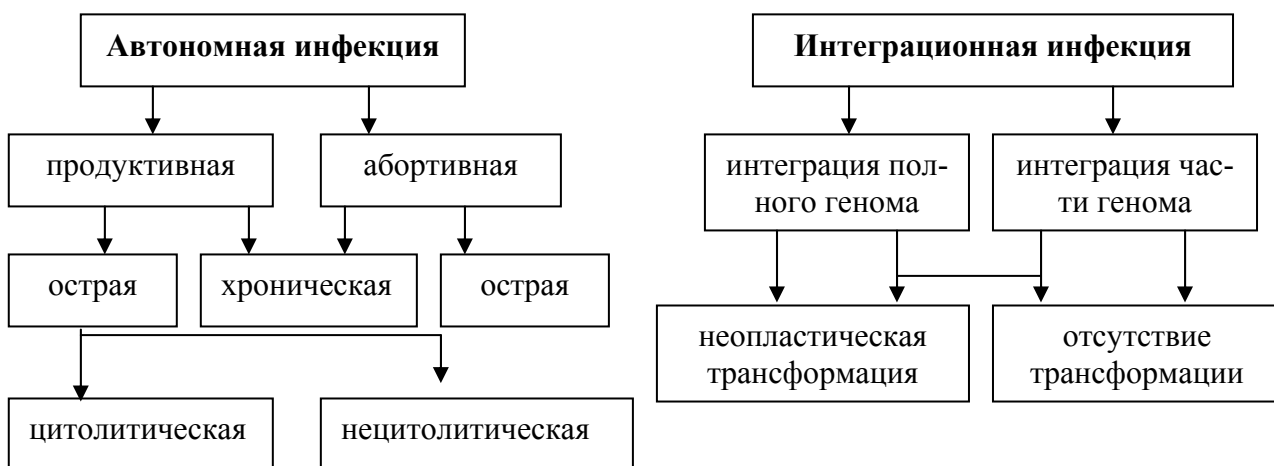 Автономная инфекция
Интеграционная инфекция
продуктивная
абортивная
интеграция пол-
ного генома
интеграция час-
ти генома
острая
хроническая
острая
неопластическая
трансформация
отсутствие
трансформации
цитолитическая
нецитолитическая